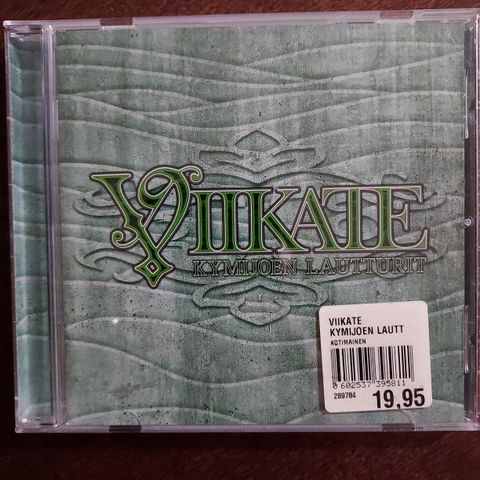 VIIKATE
KYMIJOEN LAUTTURIT
VIIKATE
KYMIJOEN LAUTT
KOTIMAINEN
0 602537 395811
289784 19,95